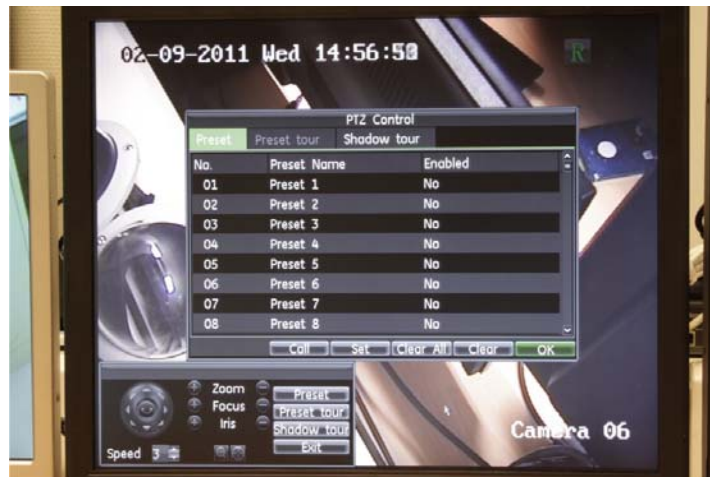 02-09-2011 Wed 14:56:53
R
PTZ Control
Preset Preset tour Shadow tour
No. Preset Name Enabled
01 Preset 1 No
02 Preset 2 No
03 Preset 3 No
04 Preset 4 No
05 Preset 5 No
06 Preset 6 No
07 Preset 7 No
08 Preset 8 No
Call Set Clear All Clear OK
Zoom
Focus
Iris
Speed 3
Preset
Preset tour
Shadow tour
Exit
Camera 06